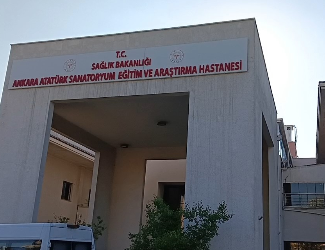 T.C.
SAĞLIK BAKANLIĞI
ANKARA ATATÜRK SANATORYUM EĞİTİM VE ARAŞTIRMA HASTANESİ